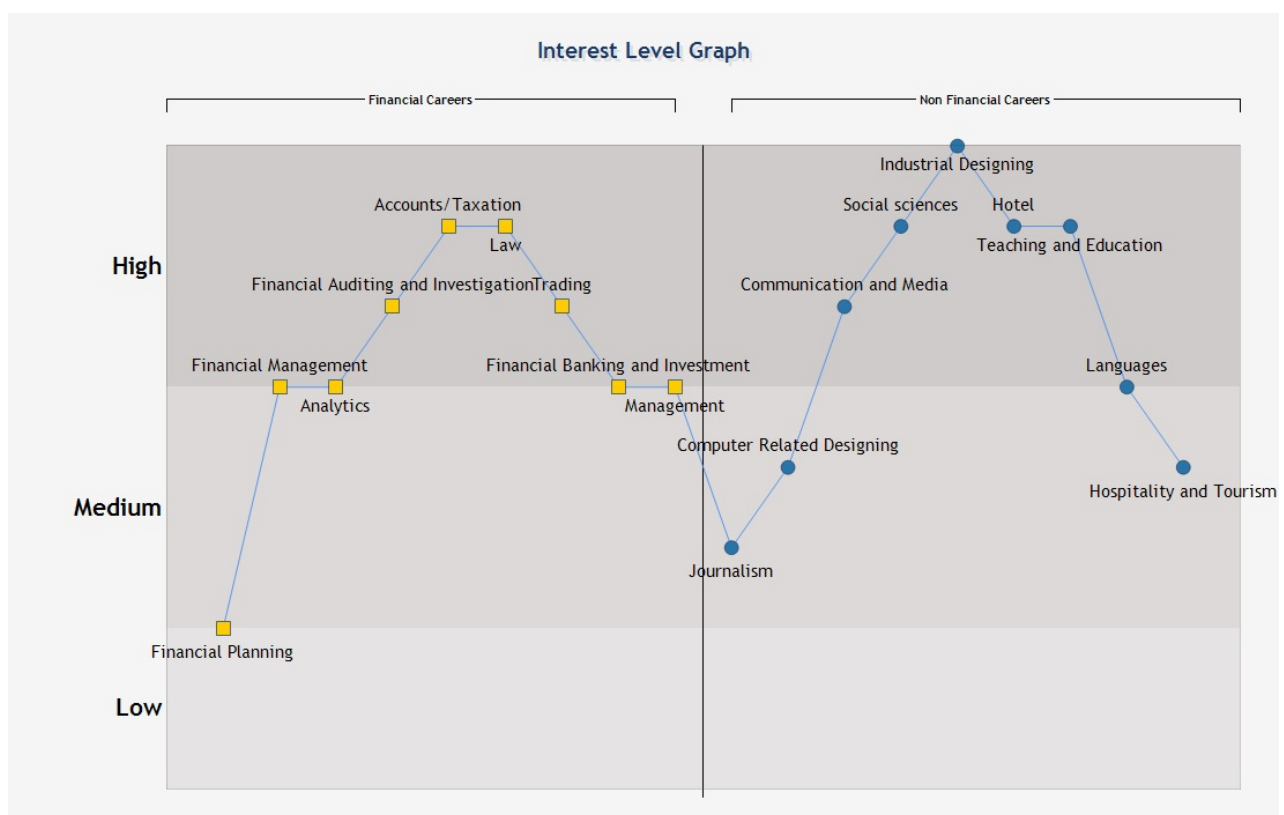 Interest Level Graph
Financial Careers
Non Financial Careers
Industrial Designing
Accounts/Taxation
Social sciences
Hotel
Law
Teaching and Education
High
Financial Auditing and Investigation
Trading
Communication and Media
Financial Management
Financial Banking and Investment
Languages
Analytics
Management
Computer Related Designing
Hospitality and Tourism
Medium
Journalism
Financial Planning
Low